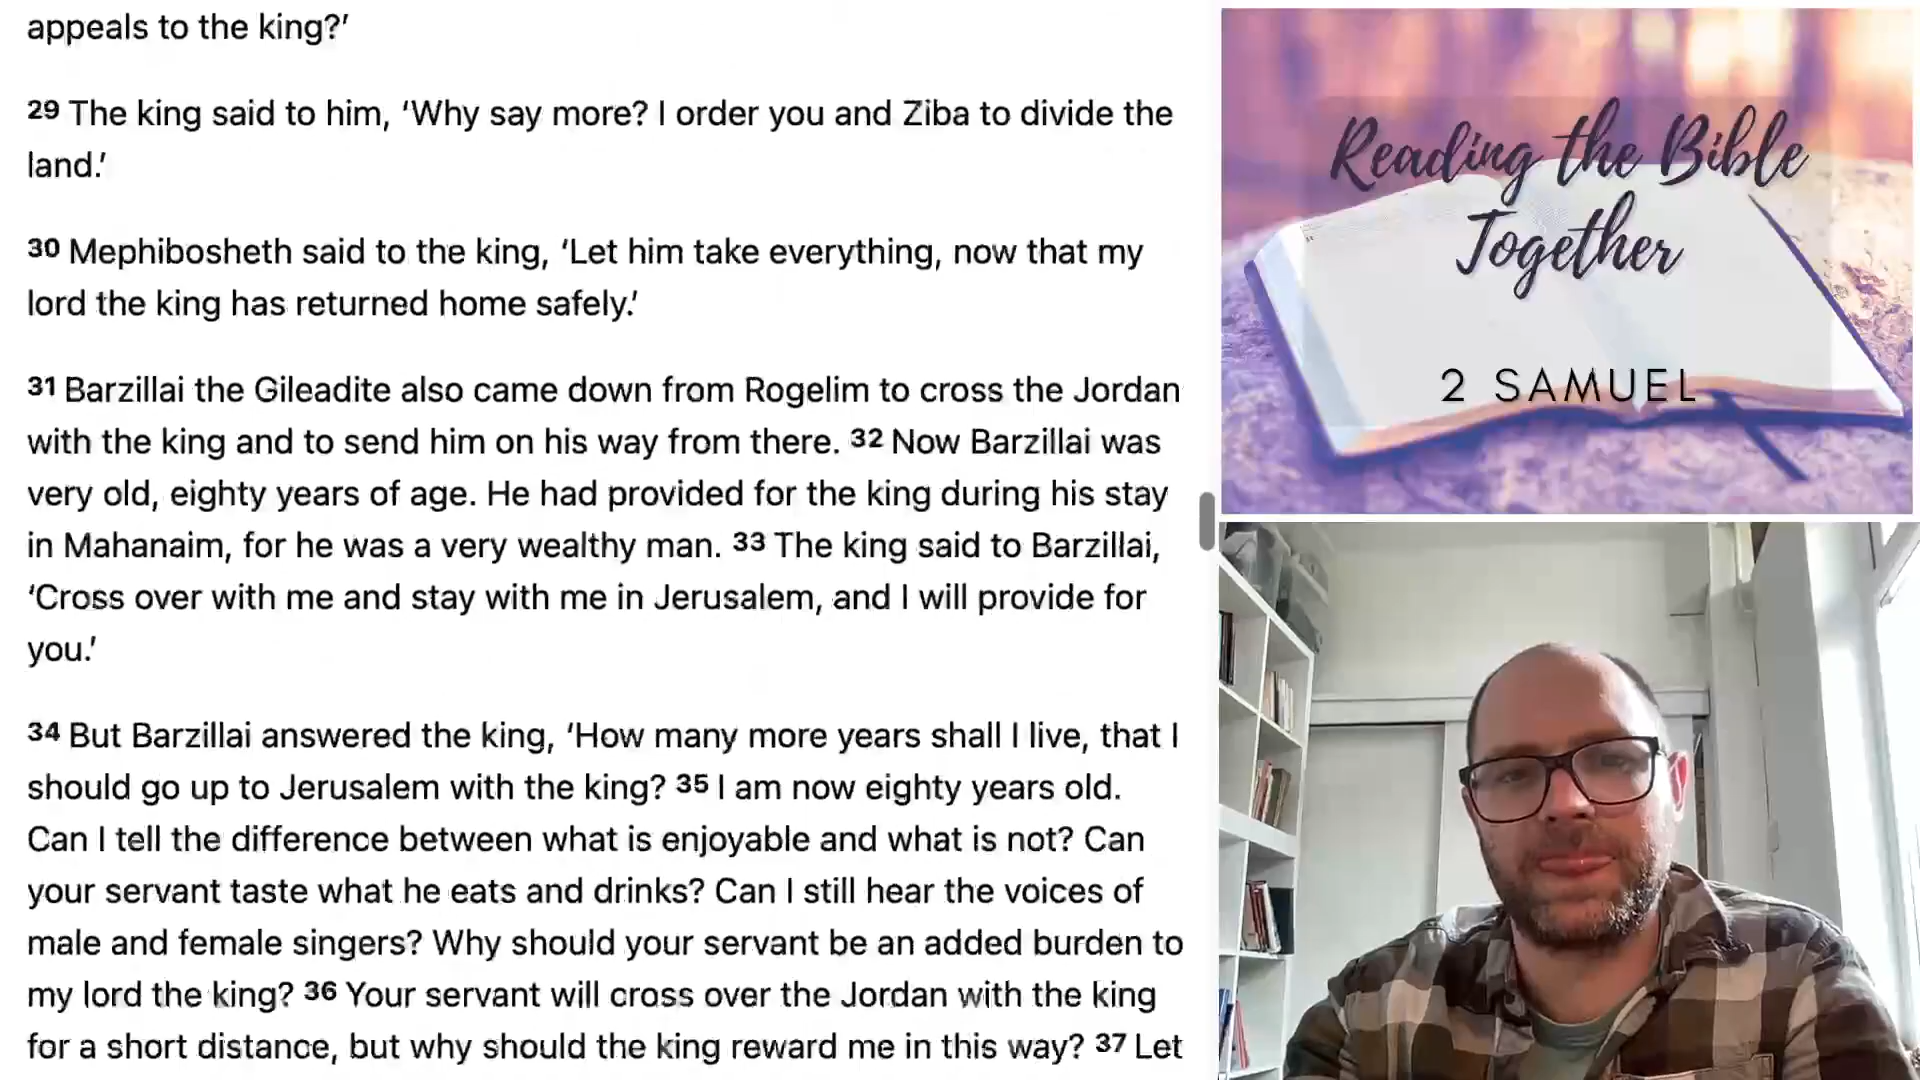 appeals to the king?’
29 The king said to him, ‘Why say more? I order you and Ziba to divide the
land.’
30 Mephibosheth said to the king, ‘Let him take everything, now that my
lord the king has returned home safely.’
31 Barzillai the Gileadite also came down from Rogelim to cross the Jordan
with the king and to send him on his way from there. 32 Now Barzillai was
very old, eighty years of age. He had provided for the king during his stay
in Mahanaim, for he was a very wealthy man. 33 The king said to Barzillai,
‘Cross over with me and stay with me in Jerusalem, and I will provide for
you.’
34 But Barzillai answered the king, ‘How many more years shall I live, that I
should go up to Jerusalem with the king? 35 I am now eighty years old.
Can I tell the difference between what is enjoyable and what is not? Can
your servant taste what he eats and drinks? Can I still hear the voices of
male and female singers? Why should your servant be an added burden to
my lord the king? 36 Your servant will cross over the Jordan with the king
for a short distance, but why should the king reward me in this way? 37 Let
Reading the Bible
Together
2 SAMUEL